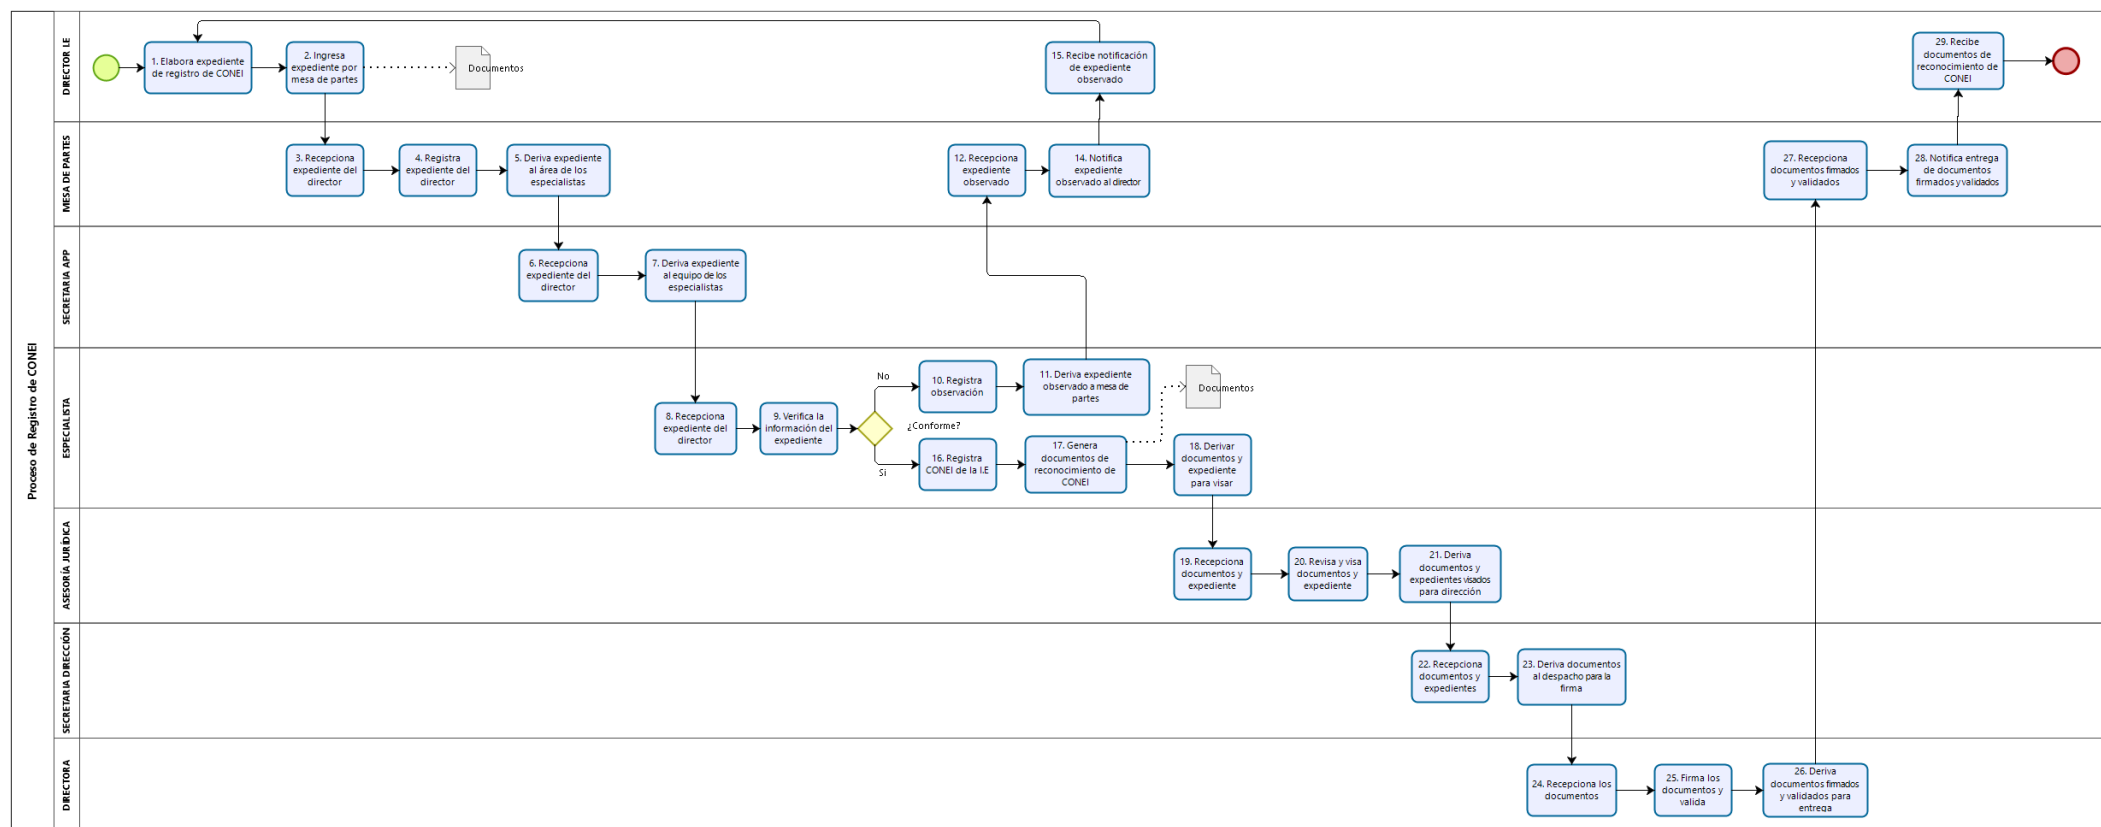 Proceso de Registro de CONEI
DIRECTOR I.E
1. Elabora expediente
de registro de CONEI
2. Ingresa
expediente por
mesa de partes
Documentos
15. Recibe notificación
de expediente
observado
29. Recibe
documentos de
reconocimiento de
CONEI
MESA DE PARTES
3. Recepciona
expediente del
director
4. Registra
expediente del
director
5. Deriva expediente
al área de los
especialistas
12. Recepciona
expediente
observado
14. Notifica
expediente
observado al director
27. Recepciona
documentos firmados
y validados
28. Notifica entrega
de documentos
firmados y validados
SECRETARIA APP
6. Recepciona
expediente del
director
7. Deriva expediente
al equipo de los
especialistas
ESPECIALISTA
8. Recepciona
expediente del
director
9. Verifica la
información del
expediente
¿Conforme?
No
10. Registra
observación
11. Deriva expediente
observado a mesa de
partes
Documentos
Si
16. Registra
CONEI de la I.E
17. Genera
documentos de
reconocimiento de
CONEI
18. Derivar
documentos y
expediente
para visar
ASESORÍA JURÍDICA
19. Recepciona
documentos y
expediente
20. Revisa y visa
documentos y
expediente
21. Deriva
documentos y
expedientes visados
para dirección
SECRETARIA DIRECCIÓN
22. Recepciona
documentos y
expedientes
23. Deriva documentos
al despacho para la
firma
DIRECTORA
24. Recepciona los
documentos
25. Firma los
documentos y
valida
26. Deriva
documentos firmados
y validados para
entrega